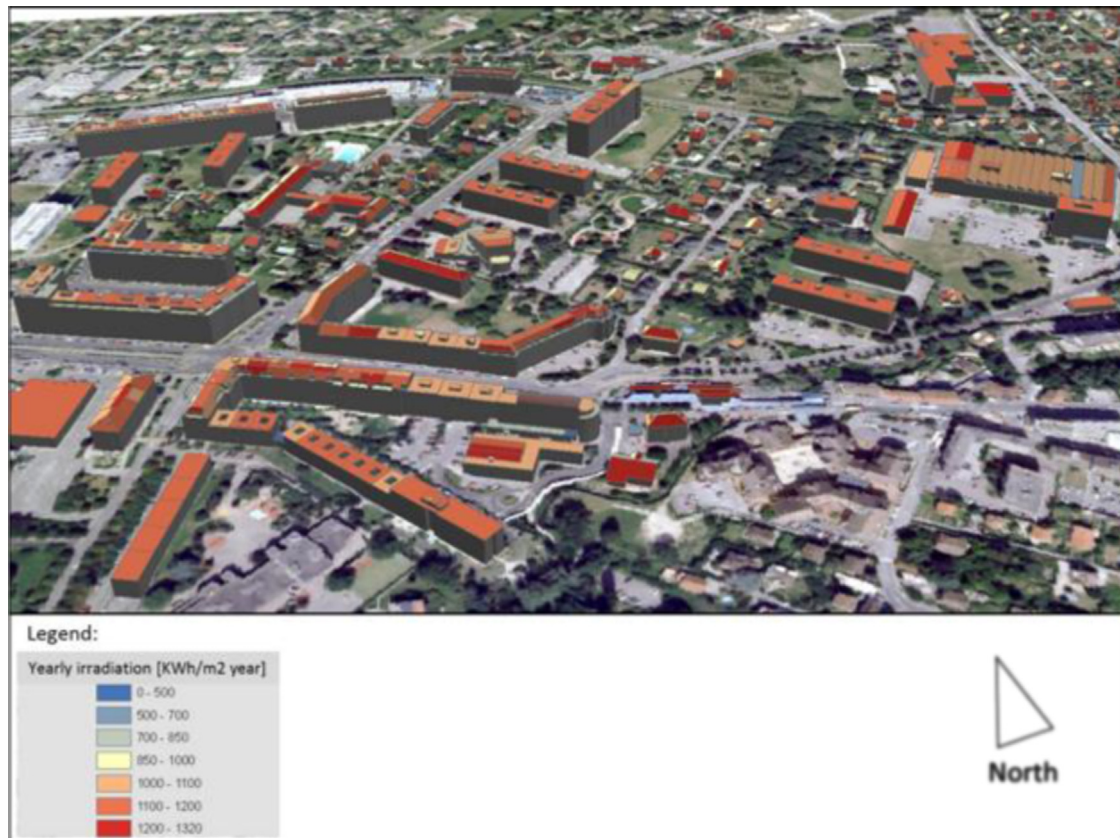 Legend:
Yearly irradiation [KWh/m2 year]
0 - 500
500 - 700
700 - 850
850 - 1000
1000 - 1100
1100 - 1200
1200 - 1320
North